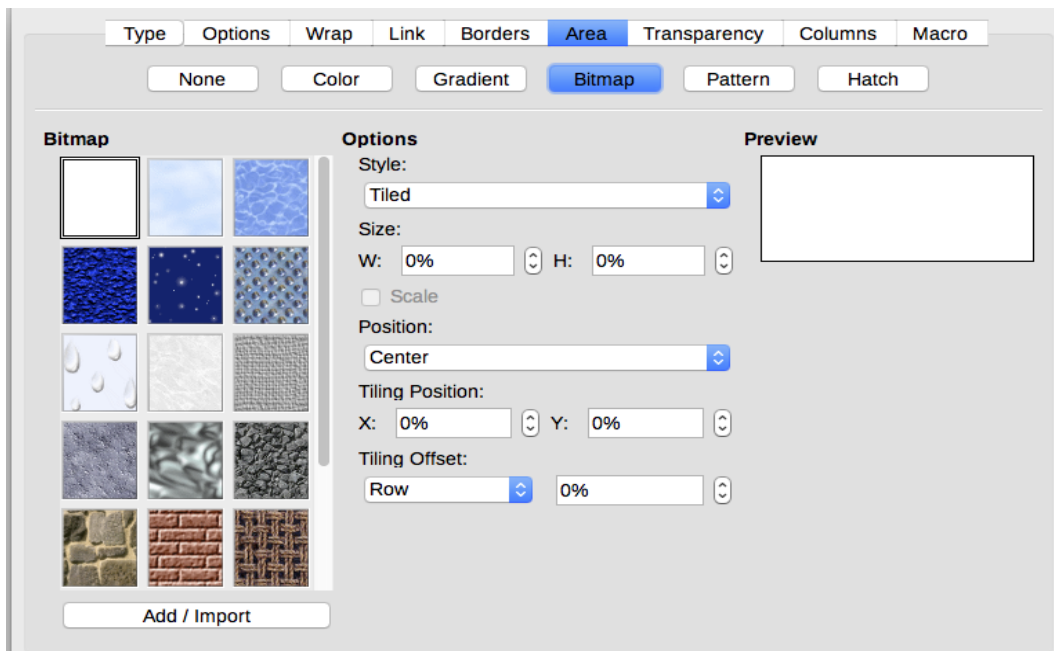 Type Options Wrap Link Borders Area Transparency Columns Macro
None Color Gradient Bitmap Pattern Hatch
Bitmap
Options
Preview
Style:
Tiled
Size:
W: 0% H: 0%
Scale
Position:
Center
Tiling Position:
X: 0% Y: 0%
Tiling Offset:
Row 0%
Add / Import